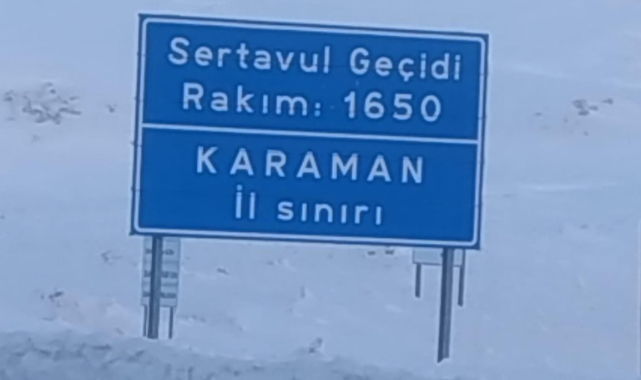 Sertavul Geçidi
Rakım: 1650
KARAMAN
İl sınırı